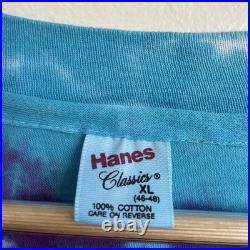 Hanes
Classics®
XL
(46-48)
100% COTTON
CARE ON REVERSE